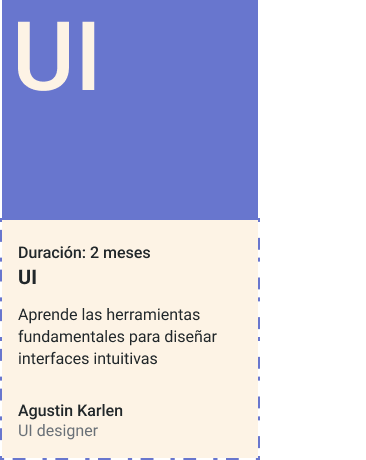 UI
Duración: 2 meses
UI
Aprende las herramientas
fundamentales para diseñar
interfaces intuitivas
Agustin Karlen
UI designer